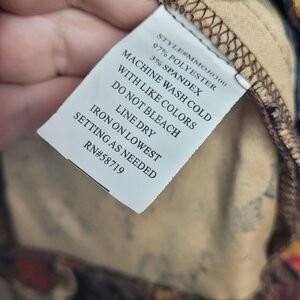 STYLE#MMOJ0300
97% POLYESTER
3% SPANDEX
MACHINE WASH COLD
WITH LIKE COLORS
DO NOT BLEACH
LINE DRY
IRON ON LOWEST
SETTING AS NEEDED
RN#58719